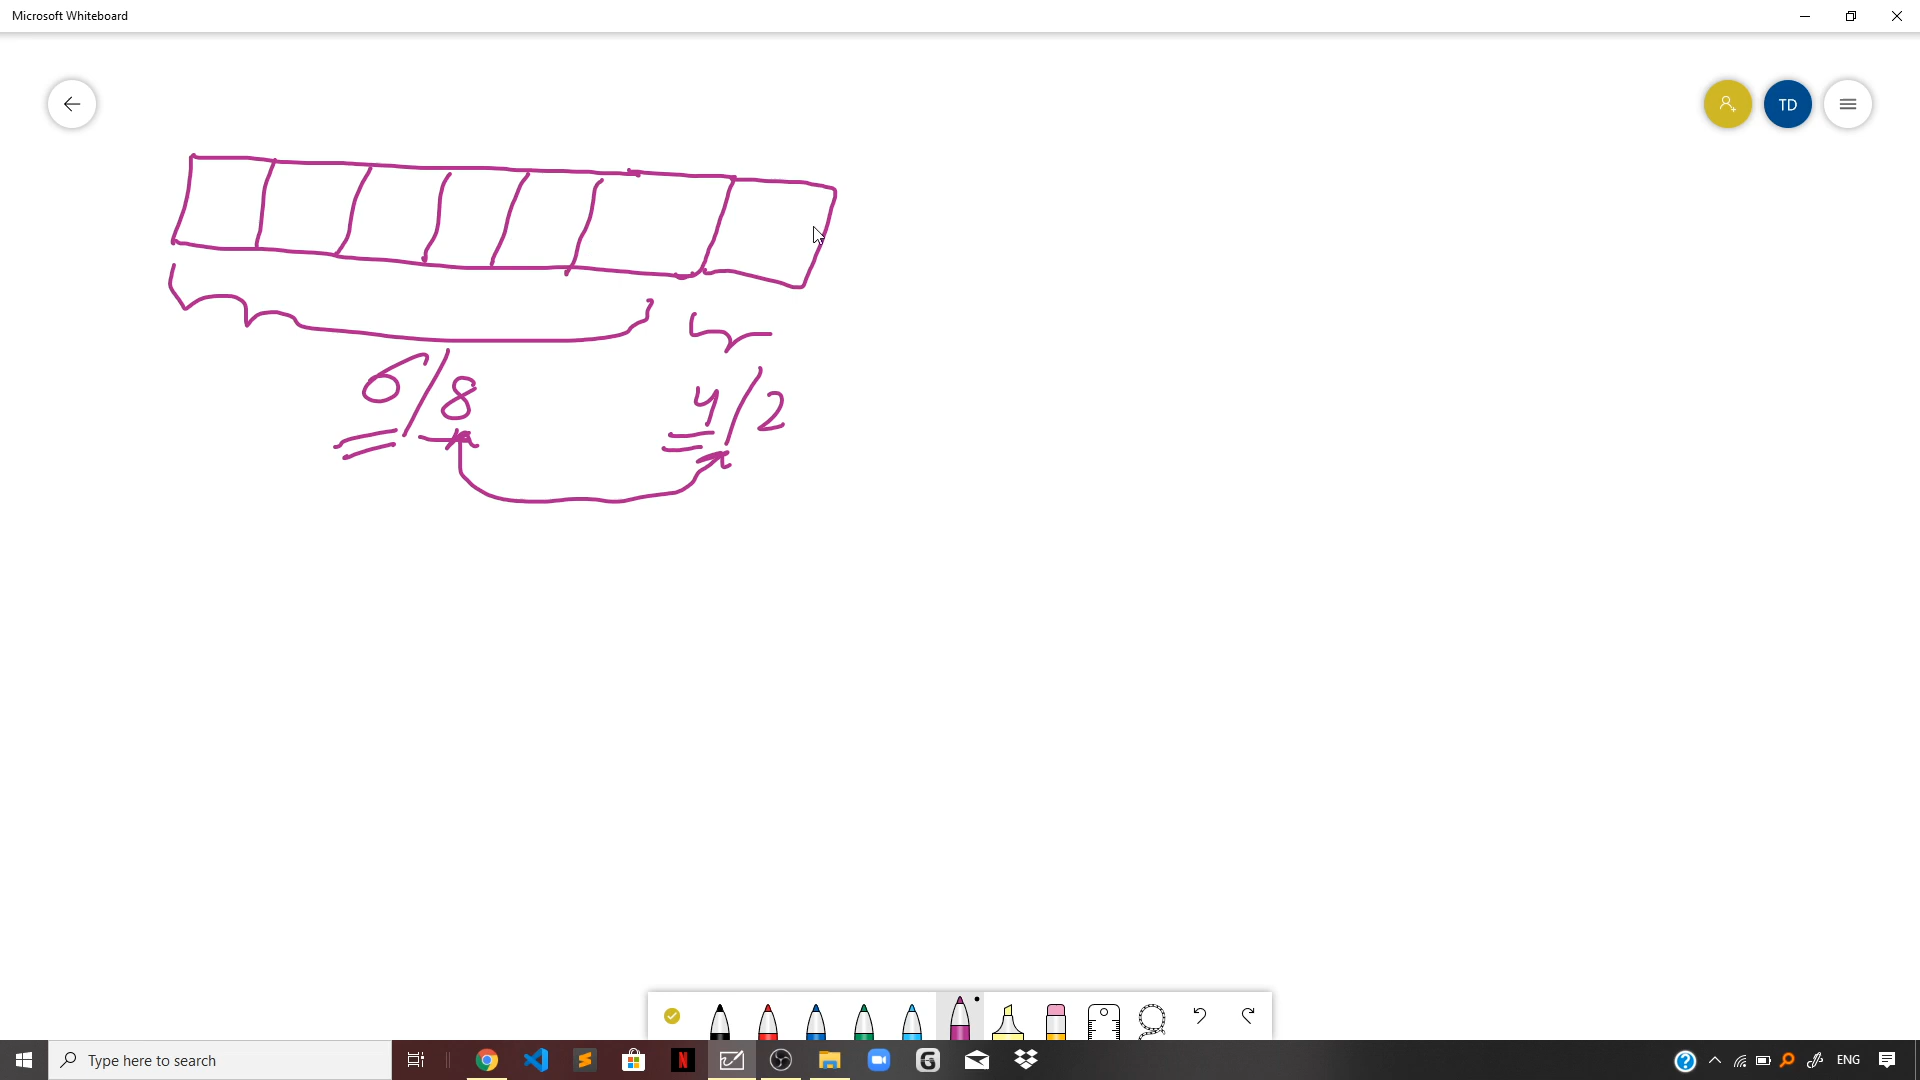 Microsoft Whiteboard
TD
6/8
4/2
Type here to search
ENG